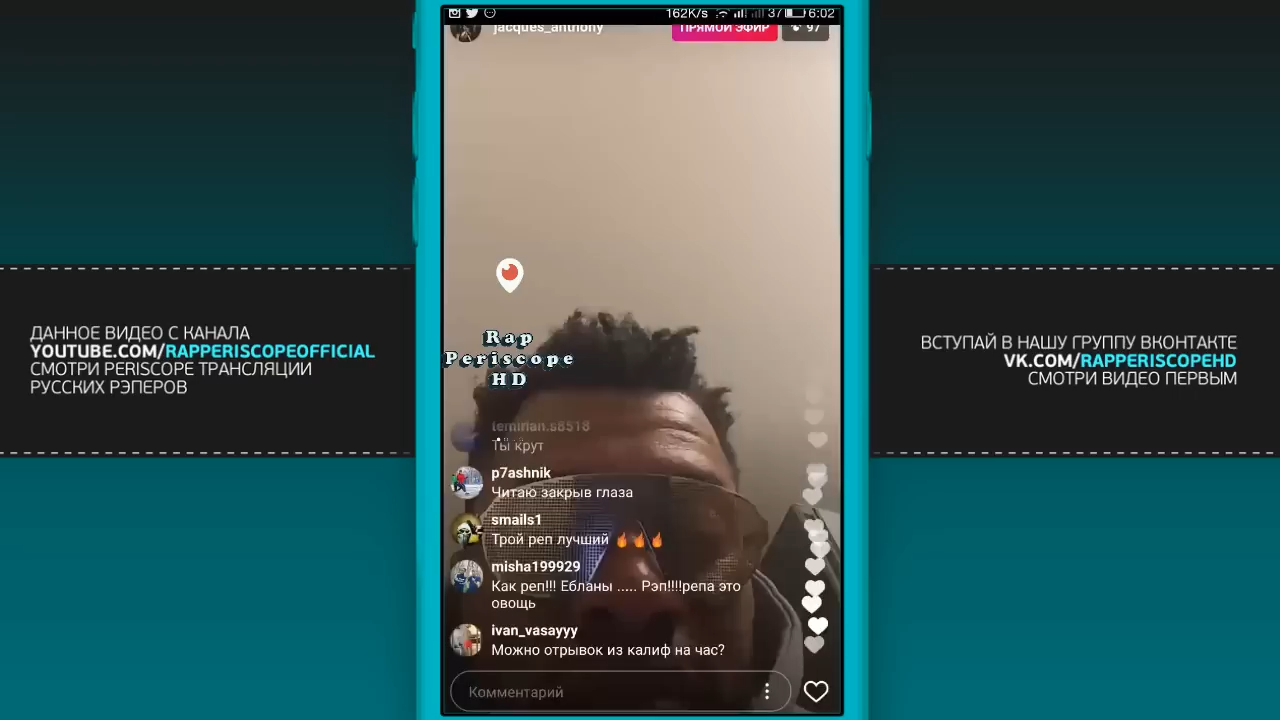 162K/s 37 6:02
jacques_anthony ПРЯМОЙ ЭФИР 97
Rap
Periscope
HD
ДАННОЕ ВИДЕО С КАНАЛА
YOUTUBE.COM/RAPPERISCOPEOFFICIAL
СМОТРИ PERISCOPE ТРАНСЛЯЦИИ
РУССКИХ РЭПЕРОВ
ВСТУПАЙ В НАШУ ГРУППУ ВКОНТАКТЕ
VK.COM/RAPPERISCOPEHD
СМОТРИ ВИДЕО ПЕРВЫМ
temirlan.s8518
Ты крут
p7ashnik
Читаю закрыв глаза
smails1
Трой реп лучший 🔥🔥🔥
misha199929
Как реп!!! Ебланы ..... Рэп!!!!репа это
овощь
ivan_vasayyy
Можно отрывок из калиф на час?
Комментарий